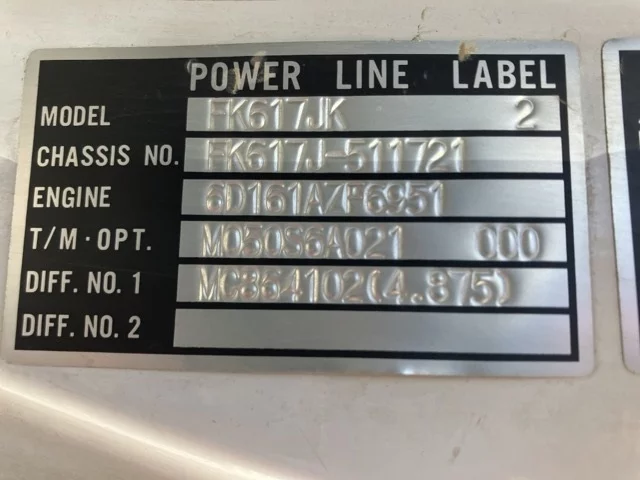 POWER LINE LABEL
MODEL FK617JK 2
CHASSIS NO. FK617J-511721
ENGINE
T/M·OPT. M050S6A021 000
DIFF. NO. 1 MC864102(4.875)
DIFF. NO. 2